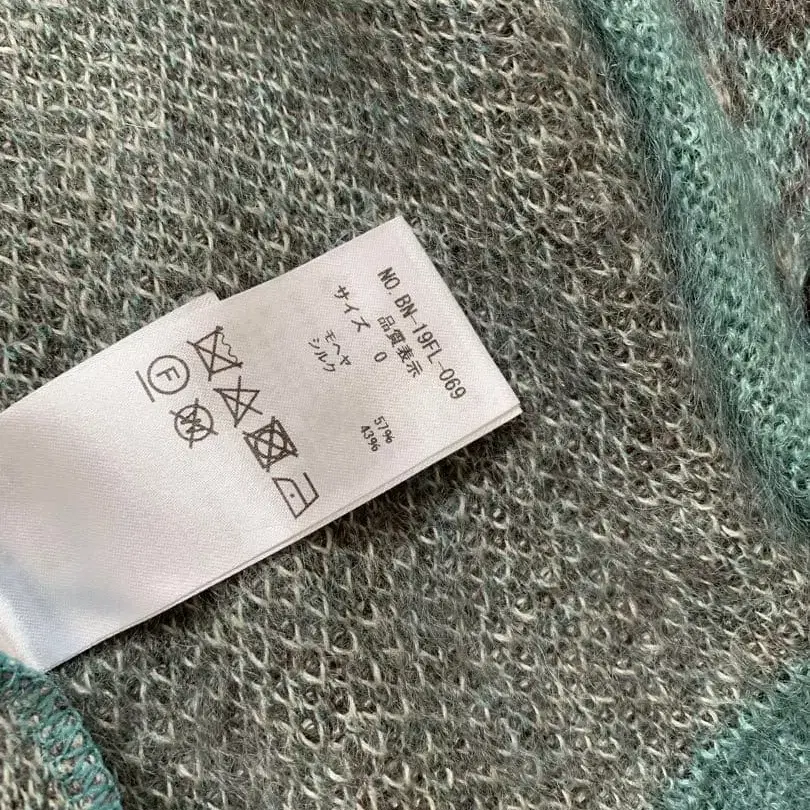 NO.BN-19FL-069
品質表示
サイズ 0
モヘヤ 57%
シルク 43%
F